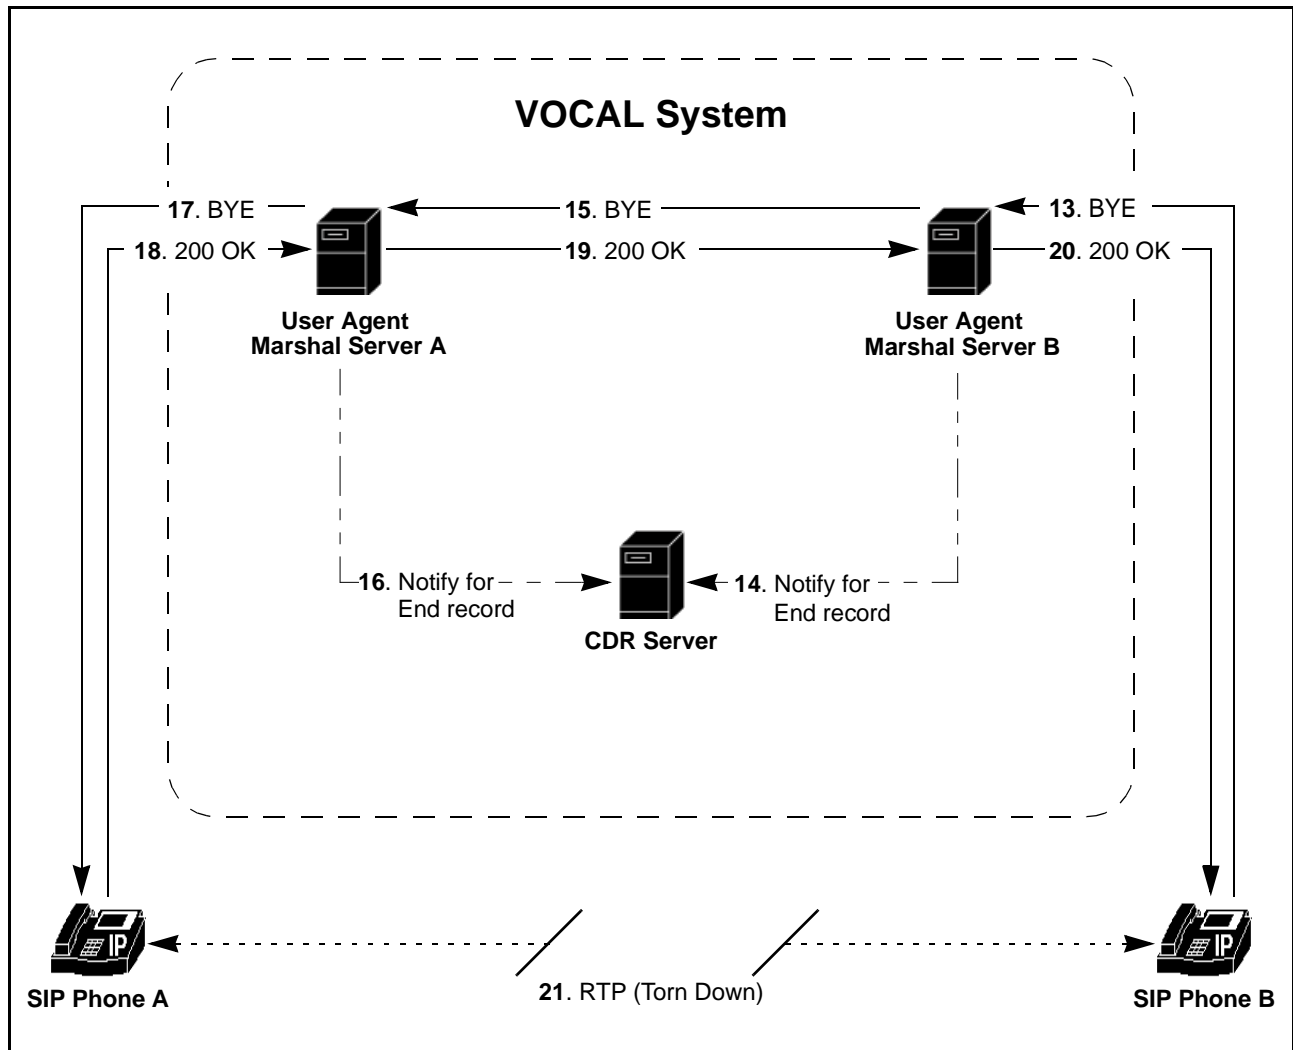 VOCAL System
17. BYE
15. BYE
13. BYE
18. 200 OK
19. 200 OK
20. 200 OK
User Agent
Marshal Server A
User Agent
Marshal Server B
16. Notify for
End record
14. Notify for
End record
CDR Server
IP
IP
SIP Phone A
21. RTP (Torn Down)
SIP Phone B